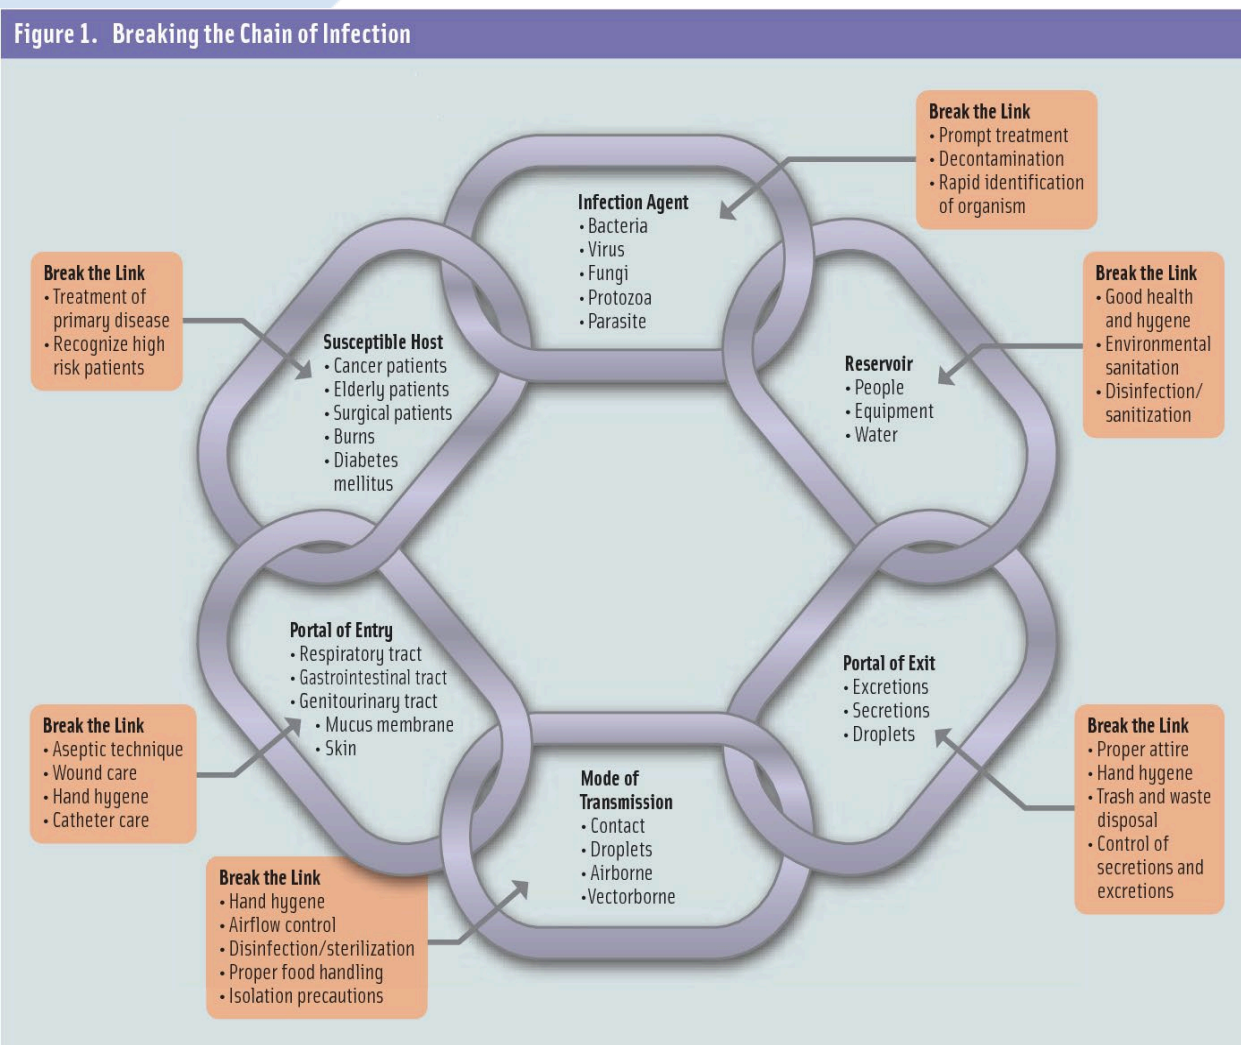 Figure 1. Breaking the Chain of Infection
Break the Link
• Prompt treatment
• Decontamination
• Rapid identification
of organism
Infection Agent
• Bacteria
• Virus
• Fungi
• Protozoa
• Parasite
Break the Link
• Good health
and hygene
• Environmental
sanitation
• Disinfection/
sanitization
Reservoir
• People
• Equipment
• Water
Break the Link
• Proper attire
• Hand hygene
• Trash and waste
disposal
• Control of
secretions and
excretions
Portal of Exit
• Excretions
• Secretions
• Droplets
Mode of
Transmission
• Contact
• Droplets
• Airborne
•Vectorborne
Break the Link
• Hand hygene
• Airflow control
• Disinfection/sterilization
• Proper food handling
• Isolation precautions
Portal of Entry
• Respiratory tract
• Gastrointestinal tract
• Genitourinary tract
• Mucus membrane
• Skin
Break the Link
• Aseptic technique
• Wound care
• Hand hygene
• Catheter care
Susceptible Host
• Cancer patients
• Elderly patients
• Surgical patients
• Burns
• Diabetes
mellitus
Break the Link
• Treatment of
primary disease
• Recognize high
risk patients